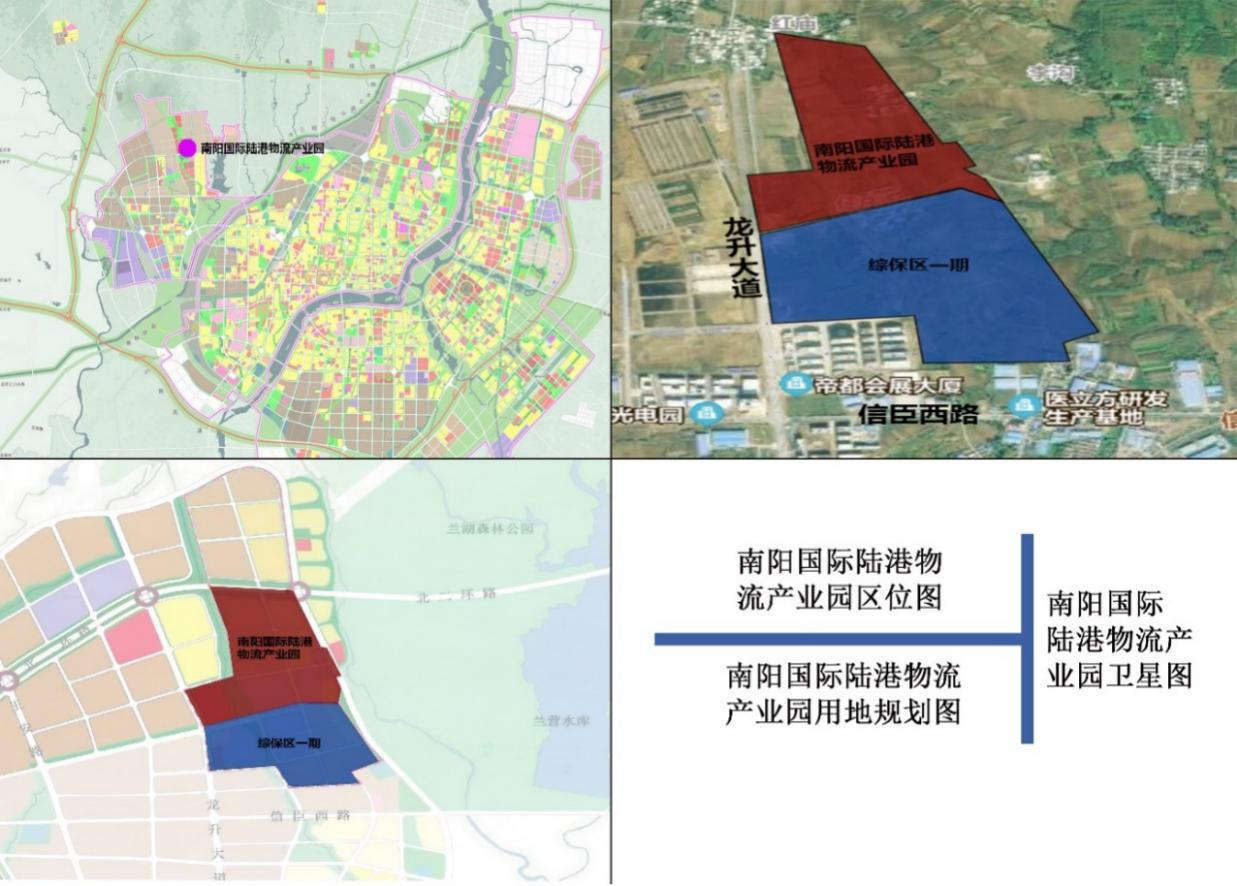 南阳国际陆港物流产业园
红庙
李沟
南阳国际陆港
物流产业园
龙升大道
综保区一期
帝都会展大厦
光电园
信臣西路
医立方研发
生产基地
兰湖森林公园
北二环路
南阳国际陆港
物流产业园
综保区一期
兰营水库
信臣西路
龙升大道
南阳国际陆港物
流产业园区位图
南阳国际陆港物流
产业园用地规划图
南阳国际
陆港物流产
业园卫星图